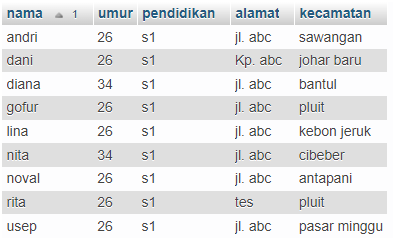 nama 1 umur pendidikan alamat kecamatan
andri 26 s1 jl. abc sawangan
dani 26 s1 Kp. abc johar baru
diana 34 s1 jl. abc bantul
gofur 26 s1 jl. abc pluit
lina 26 s1 jl. abc kebon jeruk
nita 34 s1 jl. abc cibeber
noval 26 s1 jl. abc antapani
rita 26 s1 tes pluit
usep 26 s1 jl. abc pasar minggu